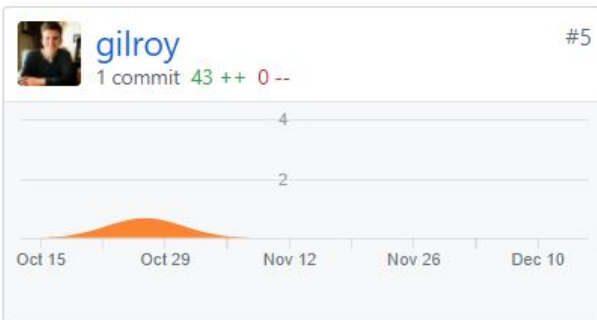 gilroy #5
1 commit 43 ++ 0 --
4
2
Oct 15 Oct 29 Nov 12 Nov 26 Dec 10